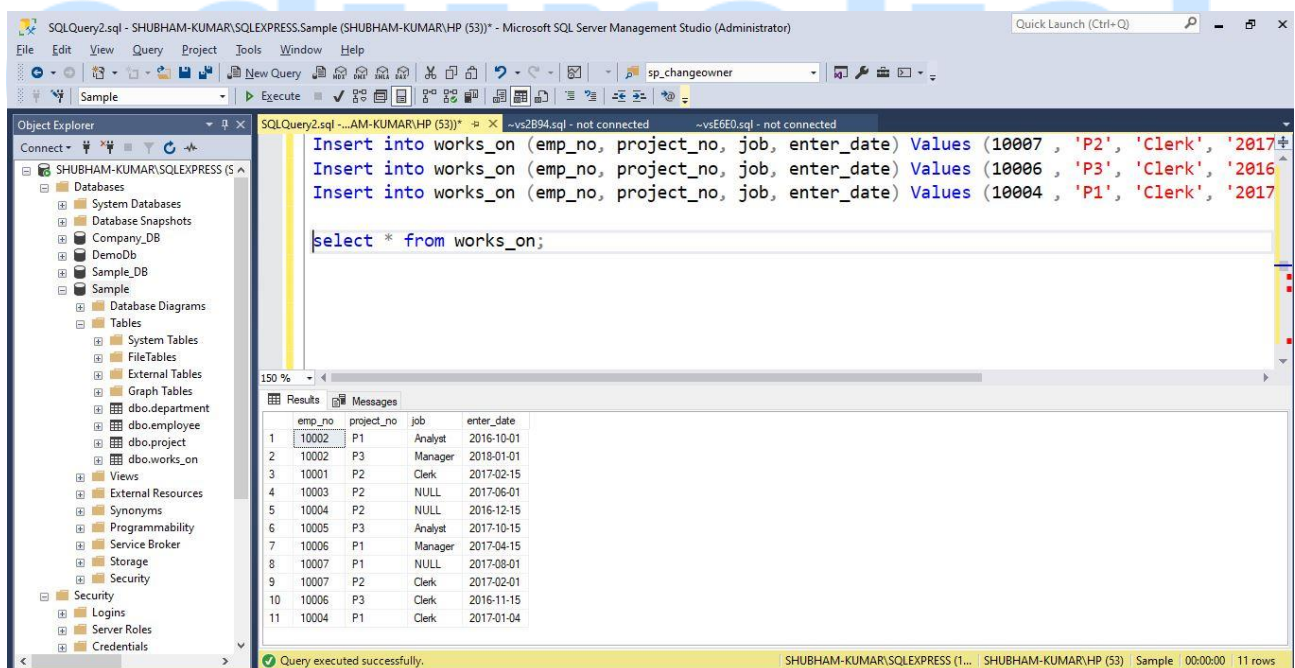 SQLQuery2.sql - SHUBHAM-KUMAR\SQLEXPRESS.Sample (SHUBHAM-KUMAR\HP (53))* - Microsoft SQL Server Management Studio (Administrator)
Quick Launch (Ctrl+Q)
File Edit View Query Project Tools Window Help
New Query MDX DMX XMLA DAX sp_changeowner
Sample Execute
Object Explorer
Connect
SHUBHAM-KUMAR\SQLEXPRESS (S
Databases
System Databases
Database Snapshots
Company_DB
DemoDb
Sample_DB
Sample
Database Diagrams
Tables
System Tables
FileTables
External Tables
Graph Tables
dbo.department
dbo.employee
dbo.project
dbo.works_on
Views
External Resources
Synonyms
Programmability
Service Broker
Storage
Security
Security
Logins
Server Roles
Credentials
SQLQuery2.sql -...AM-KUMAR\HP (53))* ~vs2B94.sql - not connected ~vsE6E0.sql - not connected
Insert into works_on (emp_no, project_no, job, enter_date) Values (10007 , 'P2', 'Clerk', '2017
Insert into works_on (emp_no, project_no, job, enter_date) Values (10006 , 'P3', 'Clerk', '2016
Insert into works_on (emp_no, project_no, job, enter_date) Values (10004 , 'P1', 'Clerk', '2017
select * from works_on;
150 %
Results Messages
emp_no project_no job enter_date
1 10002 P1 Analyst 2016-10-01
2 10002 P3 Manager 2018-01-01
3 10001 P2 Clerk 2017-02-15
4 10003 P2 NULL 2017-06-01
5 10004 P2 NULL 2016-12-15
6 10005 P3 Analyst 2017-10-15
7 10006 P1 Manager 2017-04-15
8 10007 P1 NULL 2017-08-01
9 10007 P2 Clerk 2017-02-01
10 10006 P3 Clerk 2016-11-15
11 10004 P1 Clerk 2017-01-04
Query executed successfully. SHUBHAM-KUMAR\SQLEXPRESS (1... SHUBHAM-KUMAR\HP (53) Sample 00:00:00 11 rows